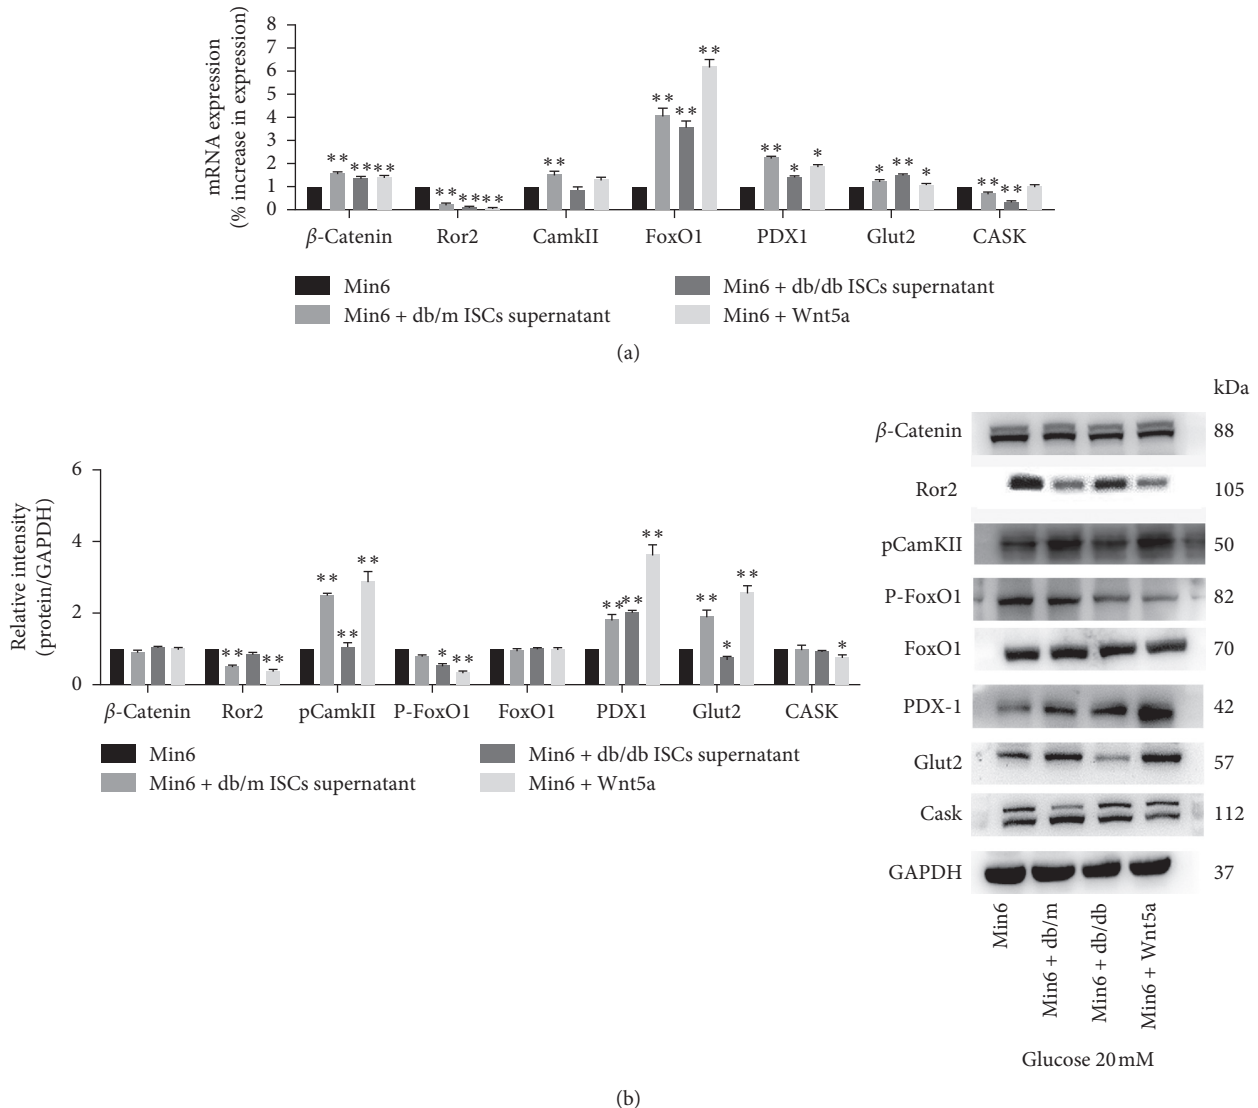 8
7
6
5
4
3
2
1
0
mRNA expression
(% increase in expression)
** ** ** ** ** ** ** ** ** ** ** ** ** * * * ** * ** **
β-Catenin Ror2 CamkII FoxO1 PDX1 Glut2 CASK
Min6 Min6 + db/db ISCs supernatant
Min6 + db/m ISCs supernatant Min6 + Wnt5a
(a)
6
4
2
0
Relative intensity
(protein/GAPDH)
** ** ** ** ** * ** ** ** ** ** * ** *
β-Catenin Ror2 pCamkII P-FoxO1 FoxO1 PDX1 Glut2 CASK
Min6 Min6 + db/db ISCs supernatant
Min6 + db/m ISCs supernatant Min6 + Wnt5a
kDa
β-Catenin 88
Ror2 105
pCamKII 50
P-FoxO1 82
FoxO1 70
PDX-1 42
Glut2 57
Cask 112
GAPDH 37
Min6
Min6 + db/m
Min6 + db/db
Min6 + Wnt5a
Glucose 20 mM
(b)